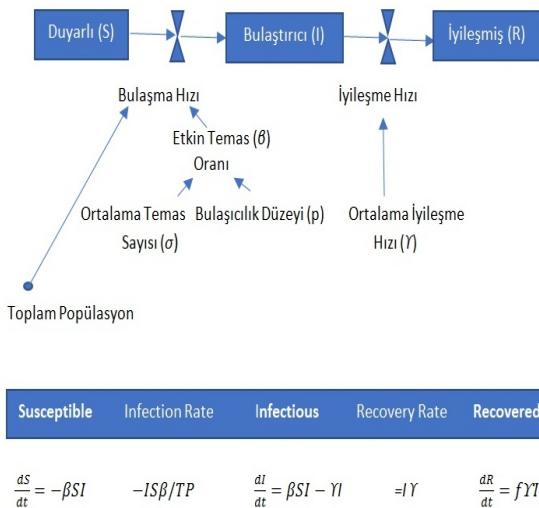 Duyarlı (S) Bulaştırıcı (I) İyileşmiş (R)
Bulaşma Hızı İyileşme Hızı
Etkin Temas (β)
Oranı
Ortalama Temas Bulaşıcılık Düzeyi (p) Ortalama İyileşme
Sayısı (σ) Hızı (ϒ)
Toplam Popülasyon
Susceptible Infection Rate Infectious Recovery Rate Recovered
dS/dt = −βSI −ISβ/TP dI/dt = βSI − ϒI =I ϒ dR/dt = fϒI